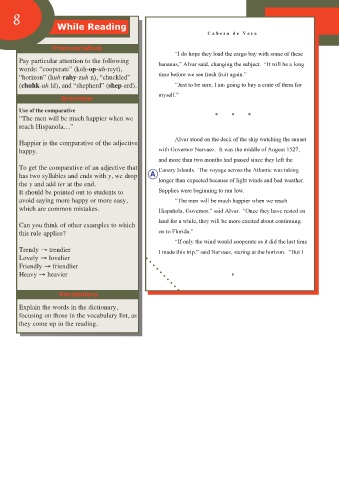 8
While Reading
Pronunciation
Pay particular attention to the following
words: “cooperate” (koh-op-uh-reyt),
“horizon” (huh-rahy-zuh n), “chuckled”
(chuhk-uh ld), and “shepherd” (shep-erd).
Grammar
Use of the comparative
“The men will be much happier when we
reach Hispanola…”
Happier is the comparative of the adjective
happy.
To get the comparative of an adjective that
has two syllables and ends with y, we drop
the y and add ier at the end.
It should be pointed out to students to
avoid saying more happy or more easy,
which are common mistakes.
Can you think of other examples to which
this rule applies?
Trendy → trendier
Lovely → lovelier
Friendly → friendlier
Heavy → heavier
Vocabulary
Explain the words in the dictionary,
focusing on those in the vocabulary list, as
they come up in the reading.
Cabeza de Vaca
“I do hope they load the cargo bay with some of these
bananas,” Alvar said, changing the subject. “It will be a long
time before we see fresh fruit again.”
“Just to be sure, I am going to buy a crate of them for
myself.”
* * *
Alvar stood on the deck of the ship watching the sunset
with Governor Narvaez. It was the middle of August 1527,
and more than two months had passed since they left the
Canary Islands. The voyage across the Atlantic was taking
A
longer than expected because of light winds and bad weather.
Supplies were beginning to run low.
“The men will be much happier when we reach
Hispañola, Governor,” said Alvar. “Once they have rested on
land for a while, they will be more excited about continuing
on to Florida.”
“If only the wind would cooperate as it did the last time
I made this trip,” said Narvaez, staring at the horizon. “But I